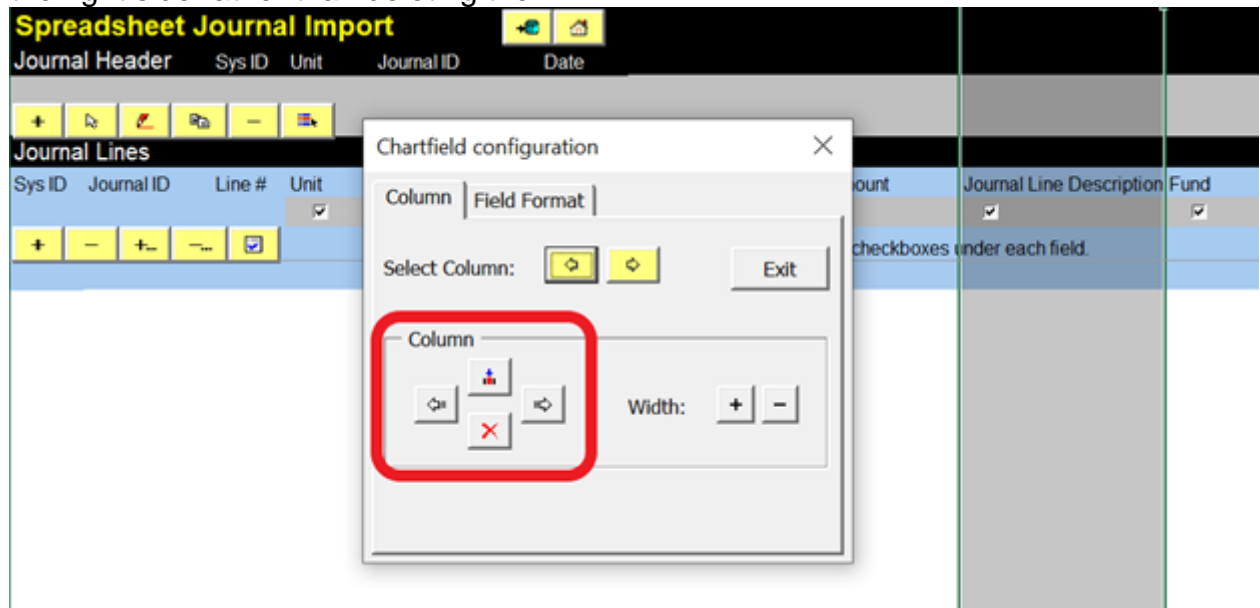 Spreadsheet Journal Import
Journal Header Sys ID Unit Journal ID Date
Journal Lines
Sys ID Journal ID Line # Unit ount Journal Line Description Fund
checkboxes under each field.
Chartfield configuration
Column Field Format
Select Column: Exit
Column
Width: + -